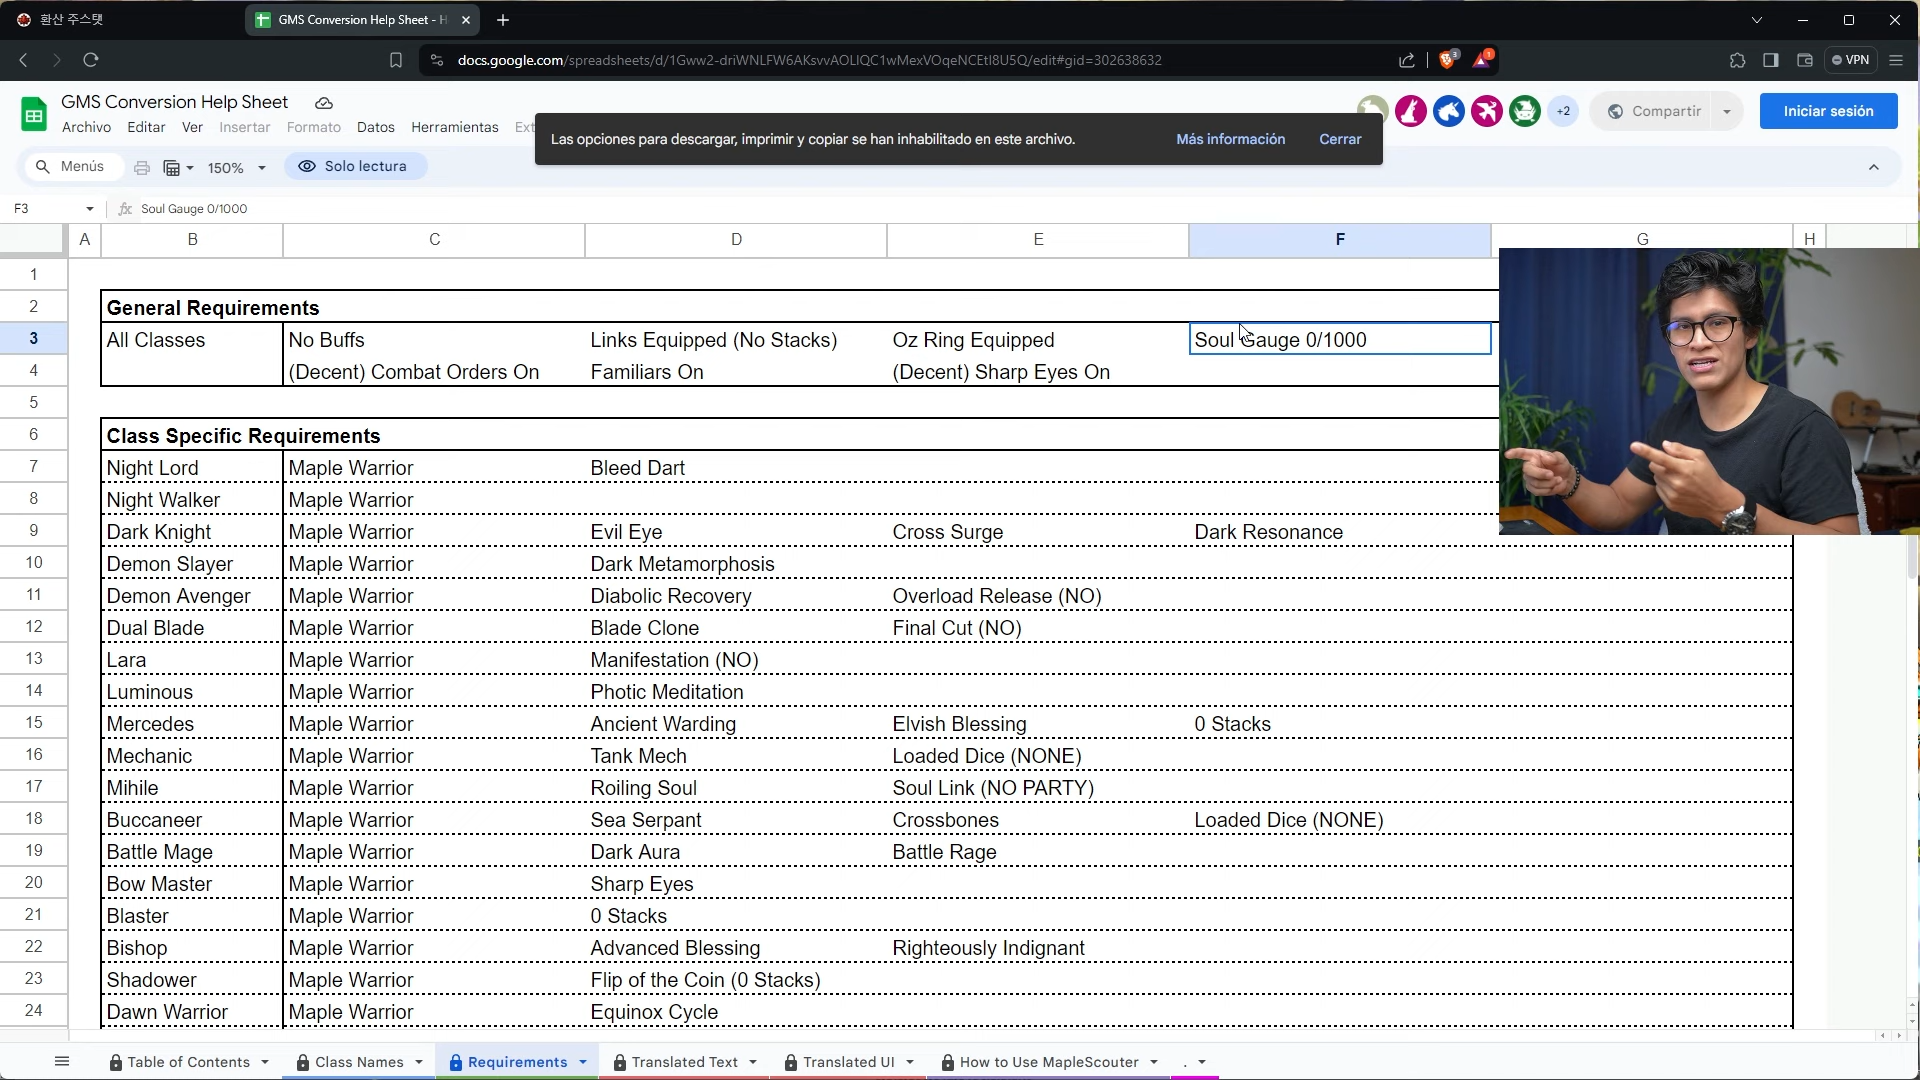 환산 주스탯
GMS Conversion Help Sheet - H
docs.google.com/spreadsheets/d/1Gww2-driWNLFW6AKsvvAOLIQC1wMexVOqeNCEtI8U5Q/edit#gid=302638632
3
1
VPN
GMS Conversion Help Sheet
Archivo Editar Ver Insertar Formato Datos Herramientas Ext
Las opciones para descargar, imprimir y copiar se han inhabilitado en este archivo. Más información Cerrar
+2 Compartir Iniciar sesión
Menús 150% Solo lectura
F3 fx Soul Gauge 0/1000
A B C D E F G H
1
2 General Requirements
3 All Classes No Buffs Links Equipped (No Stacks) Oz Ring Equipped Soul Gauge 0/1000
4 (Decent) Combat Orders On Familiars On (Decent) Sharp Eyes On
5
6 Class Specific Requirements
7 Night Lord Maple Warrior Bleed Dart
8 Night Walker Maple Warrior
9 Dark Knight Maple Warrior Evil Eye Cross Surge Dark Resonance
10 Demon Slayer Maple Warrior Dark Metamorphosis
11 Demon Avenger Maple Warrior Diabolic Recovery Overload Release (NO)
12 Dual Blade Maple Warrior Blade Clone Final Cut (NO)
13 Lara Maple Warrior Manifestation (NO)
14 Luminous Maple Warrior Photic Meditation
15 Mercedes Maple Warrior Ancient Warding Elvish Blessing 0 Stacks
16 Mechanic Maple Warrior Tank Mech Loaded Dice (NONE)
17 Mihile Maple Warrior Roiling Soul Soul Link (NO PARTY)
18 Buccaneer Maple Warrior Sea Serpant Crossbones Loaded Dice (NONE)
19 Battle Mage Maple Warrior Dark Aura Battle Rage
20 Bow Master Maple Warrior Sharp Eyes
21 Blaster Maple Warrior 0 Stacks
22 Bishop Maple Warrior Advanced Blessing Righteously Indignant
23 Shadower Maple Warrior Flip of the Coin (0 Stacks)
24 Dawn Warrior Maple Warrior Equinox Cycle
Table of Contents Class Names Requirements Translated Text Translated UI How to Use MapleScouter .